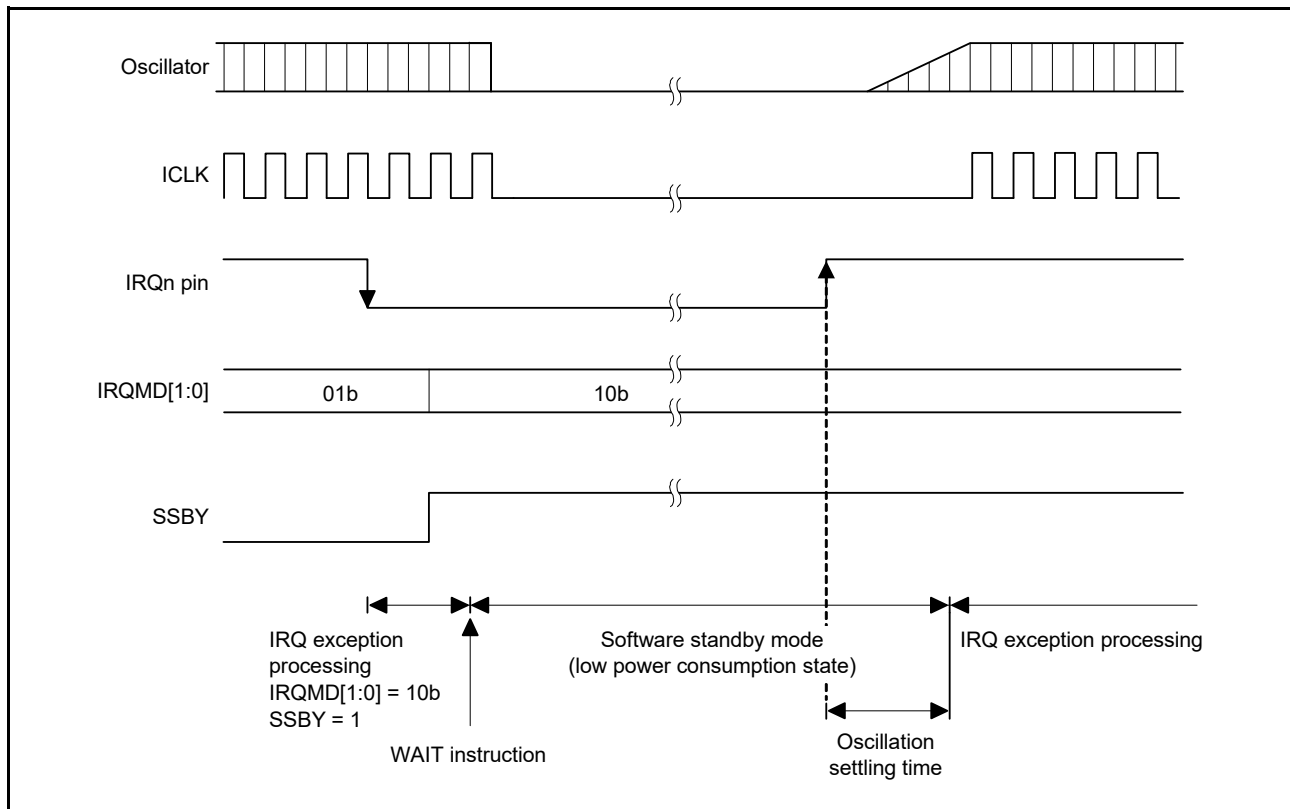 Oscillator
ICLK
IRQn pin
IRQMD[1:0]
01b
10b
SSBY
IRQ exception
processing
IRQMD[1:0] = 10b
SSBY = 1
WAIT instruction
Software standby mode
(low power consumption state)
Oscillation
settling time
IRQ exception processing